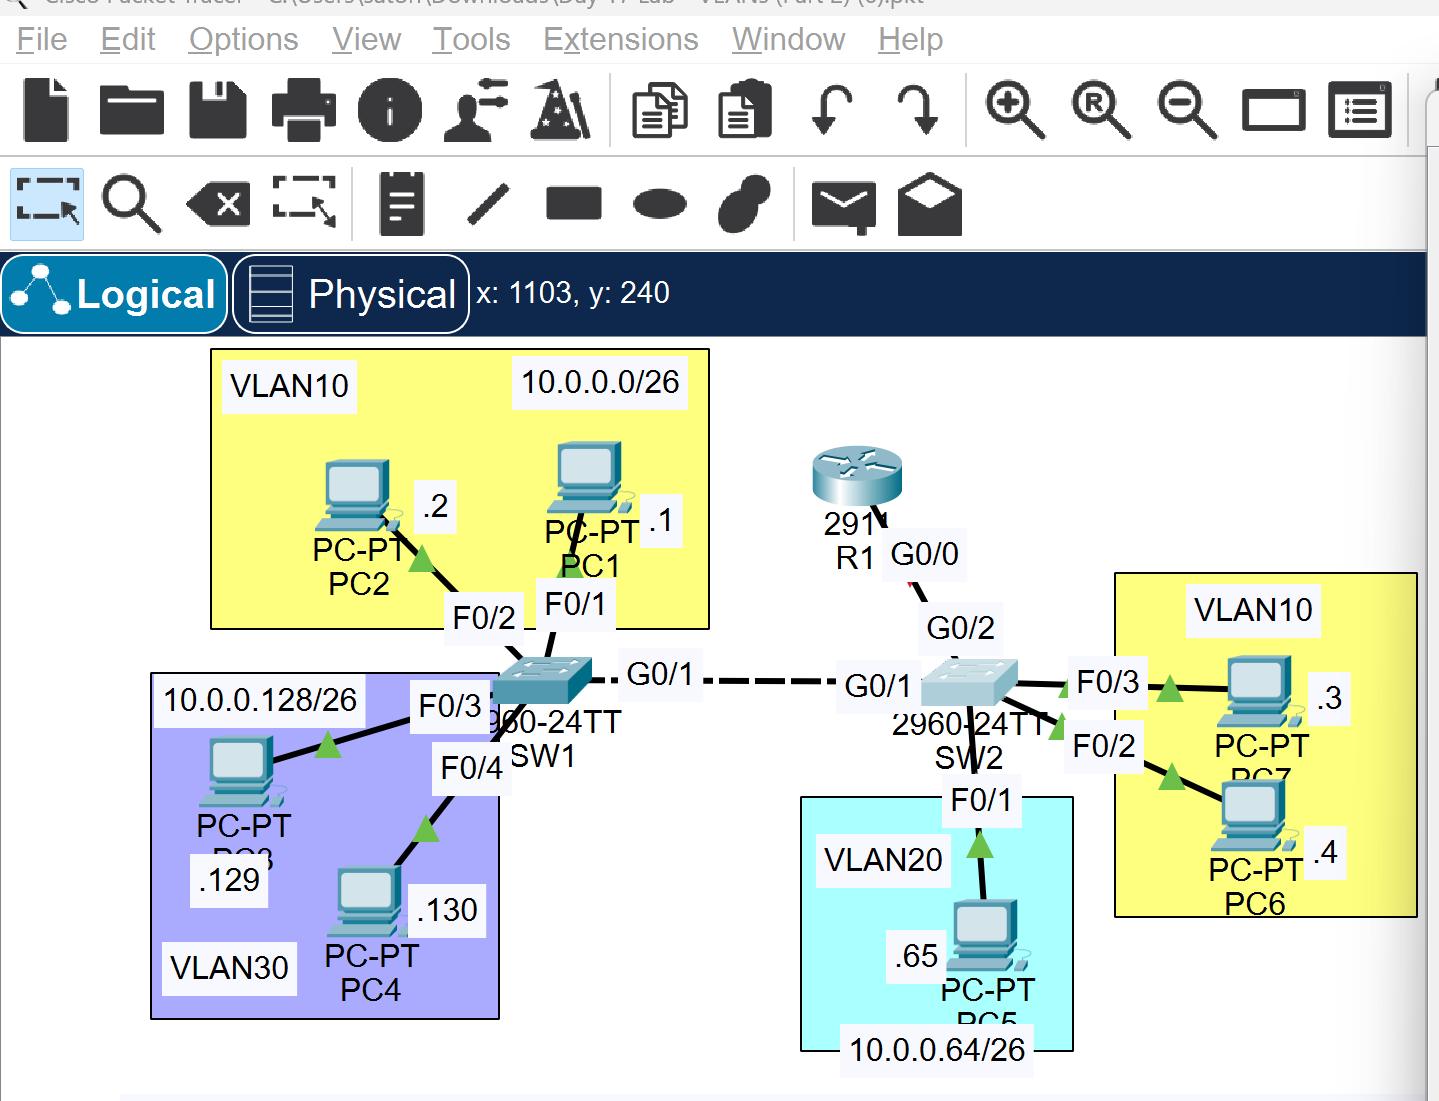 File Edit Options View Tools Extensions Window Help
Logical Physical x: 1103, y: 240
VLAN10
10.0.0.0/26
.2
.1
PC-PT
PC2
PC-PT
PC1
F0/2
F0/1
2911
R1
G0/0
G0/2
VLAN10
10.0.0.128/26
F0/3
G0/1
G0/1
F0/3
.3
2960-24TT
SW1
2960-24TT
SW2
F0/2
PC-PT
PC7
F0/4
F0/1
PC-PT
PC3
.129
.130
VLAN20
.4
PC-PT
PC6
PC-PT
PC4
VLAN30
.65
PC-PT
PC5
10.0.0.64/26